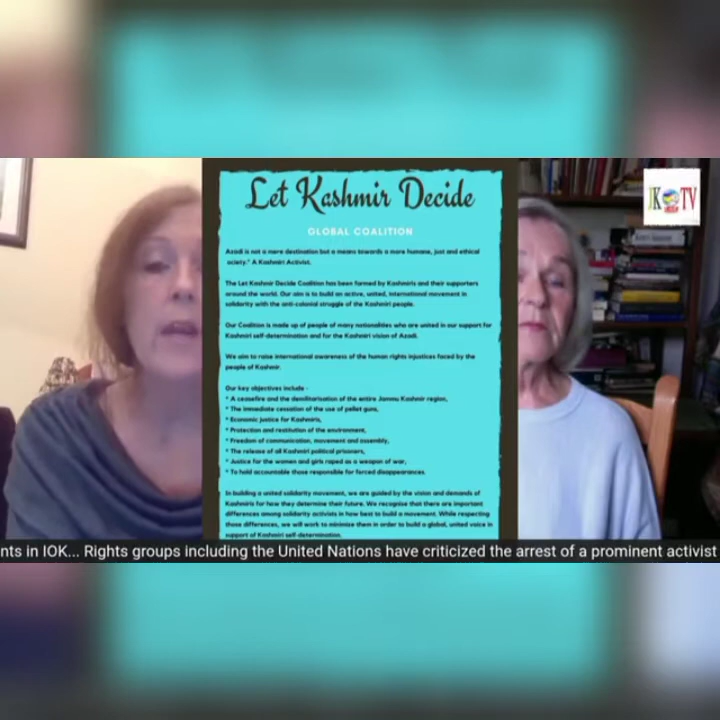 Let Kashmir Decide
GLOBAL COALITION
Azadi is not a mere destination but a means towards a more humane, just and ethical
ociety." A Kashmiri Activist.
The Let Kashmir Decide Coalition has been formed by Kashmiris and their supporters
around the world. Our aim is to build an active, united, international movement in
solidarity with the anti-colonial struggle of the Kashmiri people.
Our Coalition is made up of people of many nationalities who are united in our support for
Kashmiri self-determination and for the Kashmiri vision of Azadi.
We aim to raise international awareness of the human rights injustices faced by the
people of Kashmir.
Our key objectives include -
* A ceasefire and the demilitarisation of the entire Jammu Kashmir region,
* The immediate cessation of the use of pellet guns,
* Economic justice for Kashmiris,
* Protection and restitution of the environment,
* Freedom of communication, movement and assembly,
* The release of all Kashmiri political prisoners,
* Justice for the women and girls raped as a weapon of war,
* To hold accountable those responsible for forced disappearances.
In building a united solidarity movement, we are guided by the vision and demands of
Kashmiris for how they determine their future. We recognise that there are important
differences among solidarity activists in how best to build a movement. While respecting
those differences, we will work to minimize them in order to build a global, united voice in
support of Kashmiri self-determination.
JK TV
nts in IOK... Rights groups including the United Nations have criticized the arrest of a prominent activist